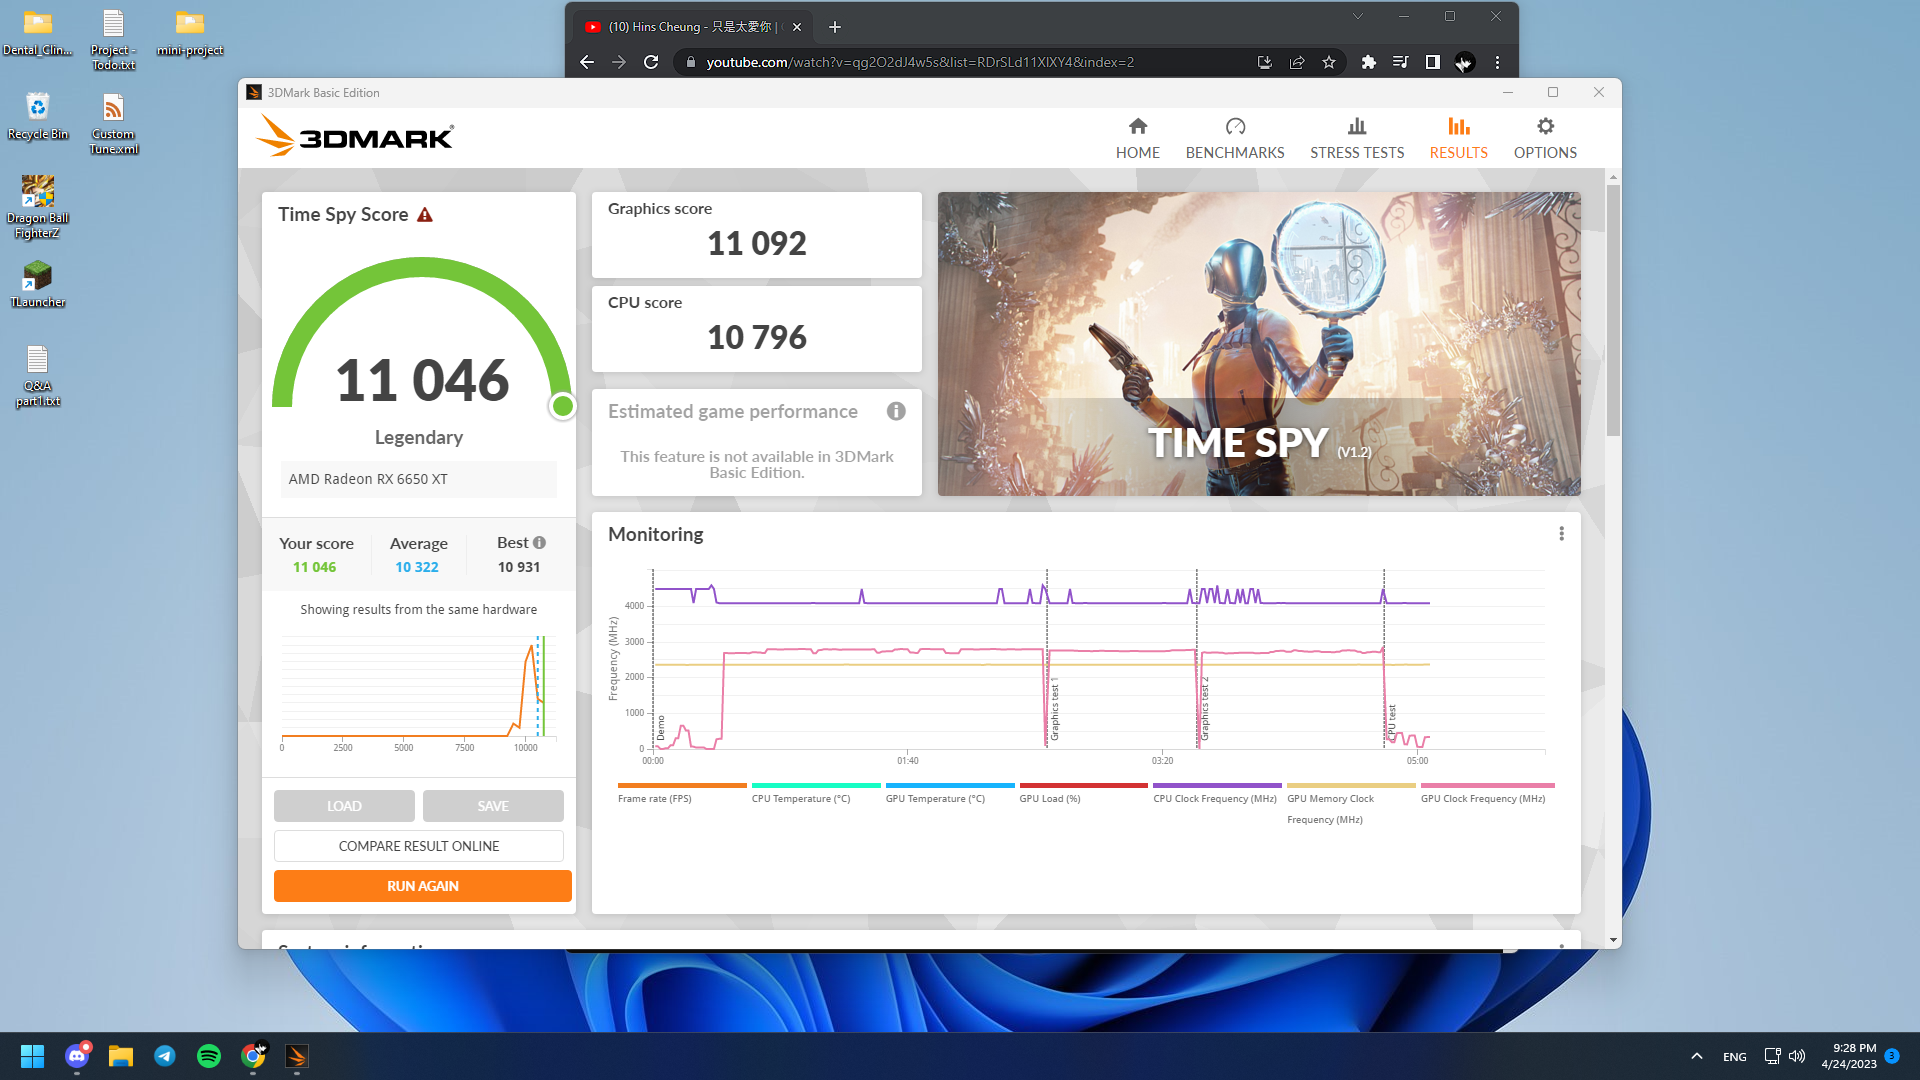 Dental_Clin...
Project -
Todo.txt
mini-project
Recycle Bin
Custom
Tune.xml
Dragon Ball
FighterZ
TLauncher
Q&A
part1.txt
(10) Hins Cheung - 只是太愛你 |
youtube.com/watch?v=qg2O2dJ4w5s&list=RDrSLd11XIXY4&index=2
3DMark Basic Edition
3DMARK®
HOME
BENCHMARKS
STRESS TESTS
RESULTS
OPTIONS
Time Spy Score
11 046
Legendary
AMD Radeon RX 6650 XT
Your score
11 046
Average
10 322
Best
10 931
Showing results from the same hardware
0 2500 5000 7500 10000
LOAD
SAVE
COMPARE RESULT ONLINE
RUN AGAIN
Graphics score
11 092
CPU score
10 796
Estimated game performance
This feature is not available in 3DMark
Basic Edition.
TIME SPY (V1.2)
Monitoring
Frequency (MHz)
4000
3000
2000
1000
0
Demo
Graphics test 1
Graphics test 2
CPU test
00:00 01:40 03:20 05:00
Frame rate (FPS)
CPU Temperature (°C)
GPU Temperature (°C)
GPU Load (%)
CPU Clock Frequency (MHz)
GPU Memory Clock
Frequency (MHz)
GPU Clock Frequency (MHz)
ENG
9:28 PM
4/24/2023
3